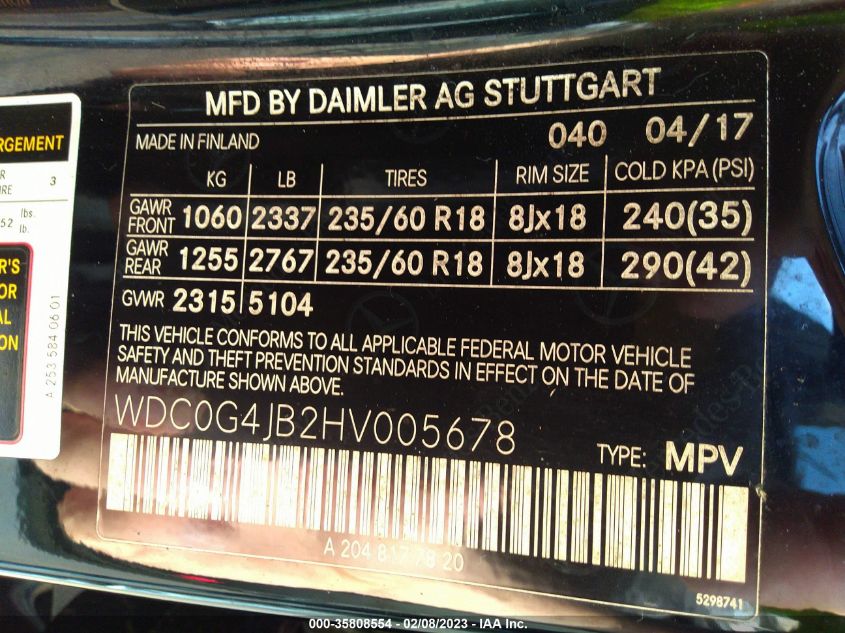 MFD BY DAIMLER AG STUTTGART
MADE IN FINLAND 040 04/17
KG LB TIRES RIM SIZE COLD KPA (PSI)
GAWR FRONT 1060 2337 235/60 R18 8Jx18 240(35)
GAWR REAR 1255 2767 235/60 R18 8Jx18 290(42)
GVWR 2315 5104
THIS VEHICLE CONFORMS TO ALL APPLICABLE FEDERAL MOTOR VEHICLE
SAFETY AND THEFT PREVENTION STANDARDS IN EFFECT ON THE DATE OF
MANUFACTURE SHOWN ABOVE.
WDC0G4JB2HV005678
TYPE: MPV
A 204 817 78 20
5298741
3
lbs.
lb.
A 253 584 06 01
000-35808554 - 02/08/2023 - IAA Inc.